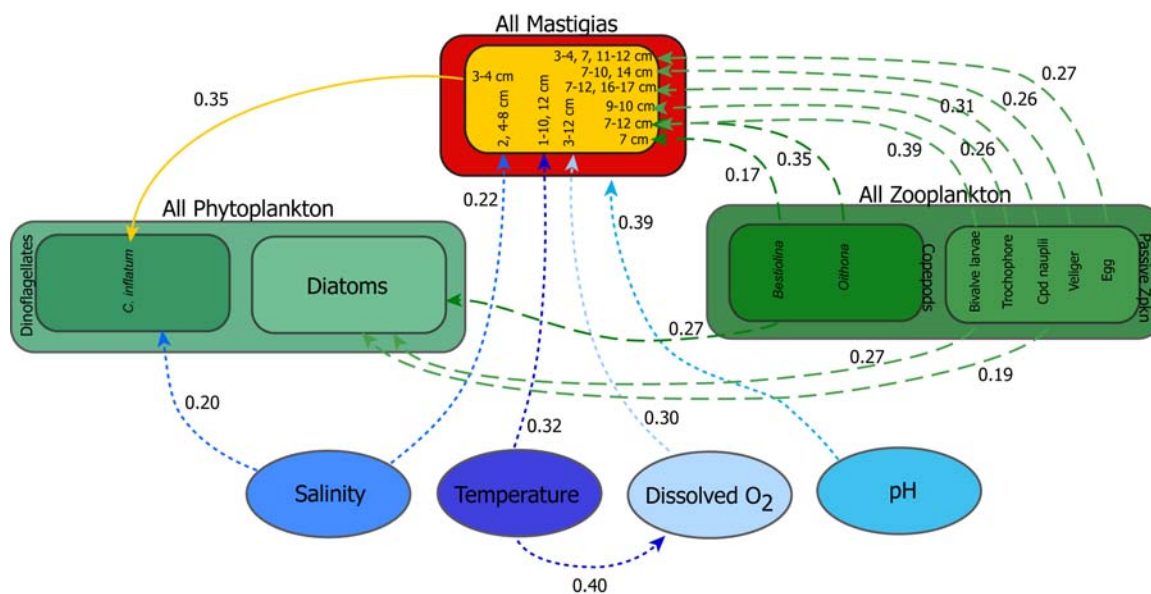 All Mastigias
3-4 cm
2, 4-8 cm
1-10, 12 cm
3-12 cm
3-4, 7, 11-12 cm
7-10, 14 cm
7-12, 16-17 cm
9-10 cm
7-12 cm
7 cm
0.35
0.27
0.26
0.31
0.26
0.39
0.35
0.17
0.22
0.39
All Phytoplankton
Dinoflagellates
C. inflatum
Diatoms
All Zooplankton
Bestiolina
Oithona
Copepods
Bivalve larvae
Trochophore
Cpd nauplii
Veliger
Egg
Passive Zpkn
0.27
0.27
0.19
0.20
0.32
0.30
Salinity
Temperature
Dissolved O2
pH
0.40